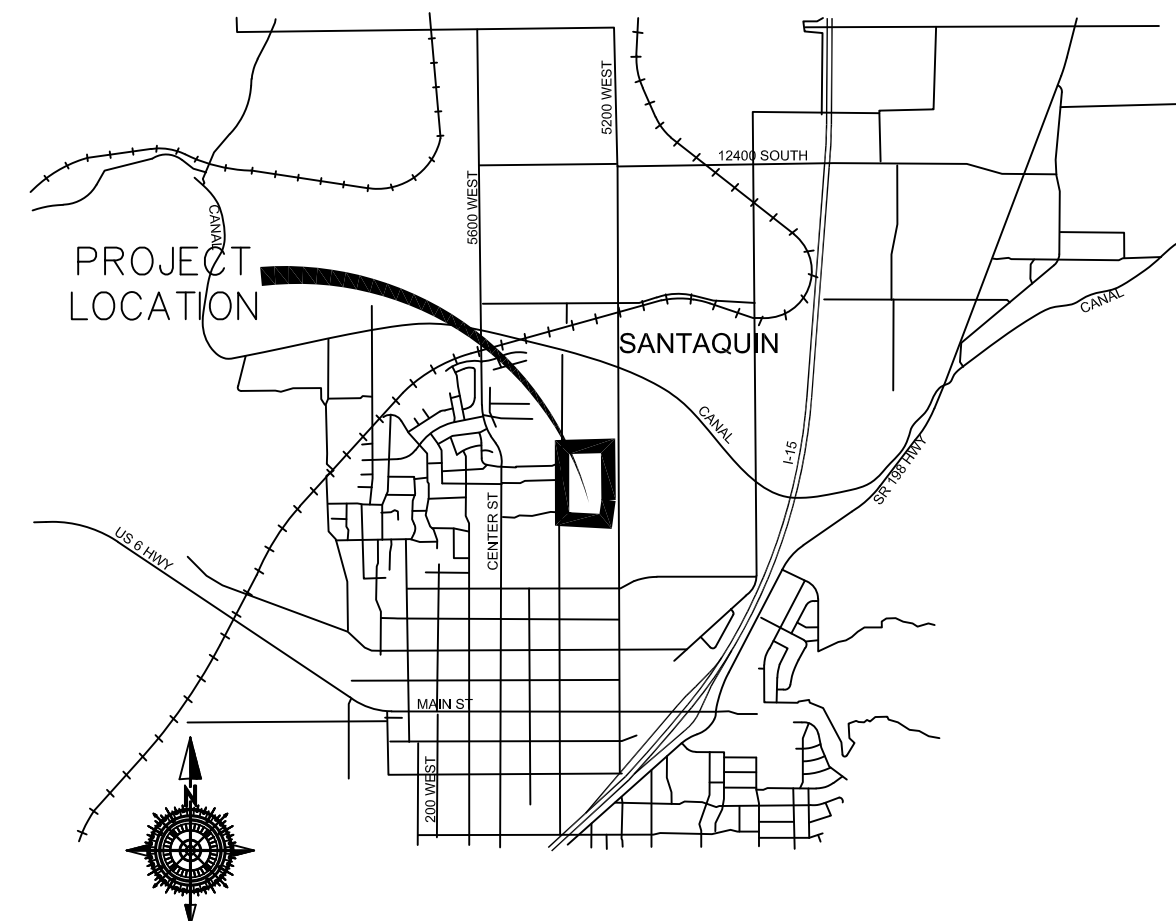 5200 WEST
12400 SOUTH
5600 WEST
CANAL
PROJECT
LOCATION
CANAL
SANTAQUIN
CANAL
I-15
SR 198 HWY
CENTER ST
US 6 HWY
MAIN ST
200 WEST
N